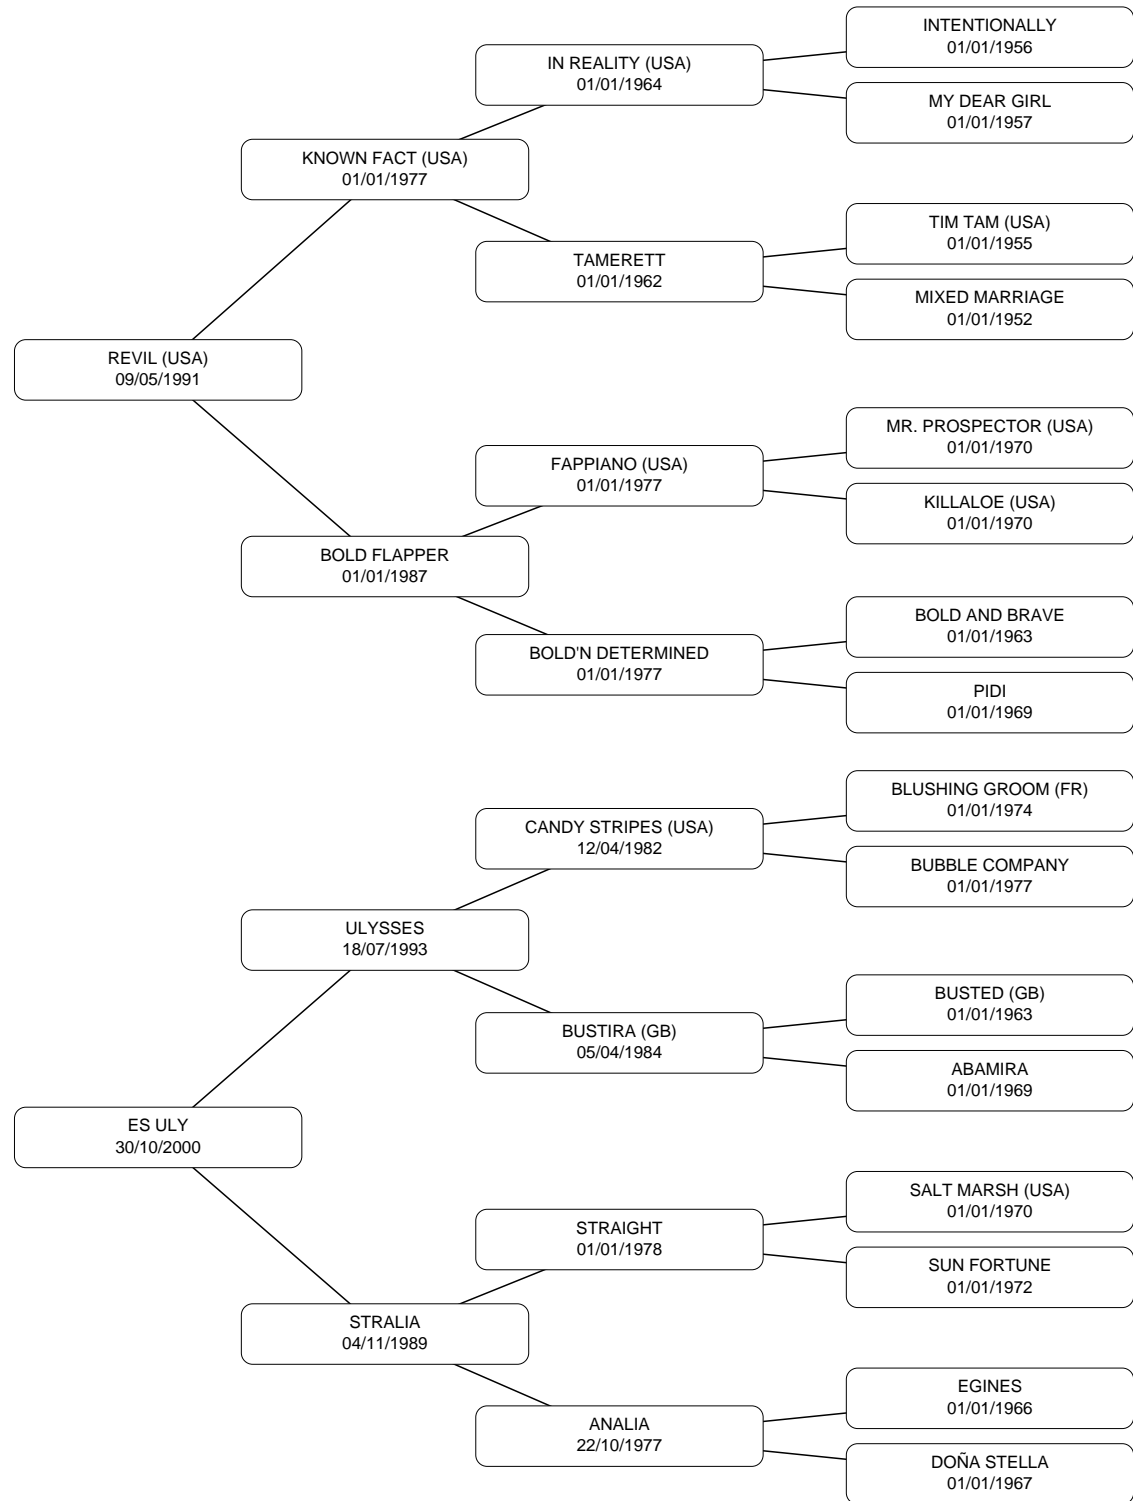 INTENTIONALLY
01/01/1956
IN REALITY (USA)
01/01/1964
MY DEAR GIRL
01/01/1957
KNOWN FACT (USA)
01/01/1977
TIM TAM (USA)
01/01/1955
TAMERETT
01/01/1962
MIXED MARRIAGE
01/01/1952
REVIL (USA)
09/05/1991
MR. PROSPECTOR (USA)
01/01/1970
FAPPIANO (USA)
01/01/1977
KILLALOE (USA)
01/01/1970
BOLD FLAPPER
01/01/1987
BOLD AND BRAVE
01/01/1963
BOLD'N DETERMINED
01/01/1977
PIDI
01/01/1969
BLUSHING GROOM (FR)
01/01/1974
CANDY STRIPES (USA)
12/04/1982
BUBBLE COMPANY
01/01/1977
ULYSSES
18/07/1993
BUSTED (GB)
01/01/1963
BUSTIRA (GB)
05/04/1984
ABAMIRA
01/01/1969
ES ULY
30/10/2000
SALT MARSH (USA)
01/01/1970
STRAIGHT
01/01/1978
SUN FORTUNE
01/01/1972
STRALIA
04/11/1989
EGINES
01/01/1966
ANALIA
22/10/1977
DOÑA STELLA
01/01/1967